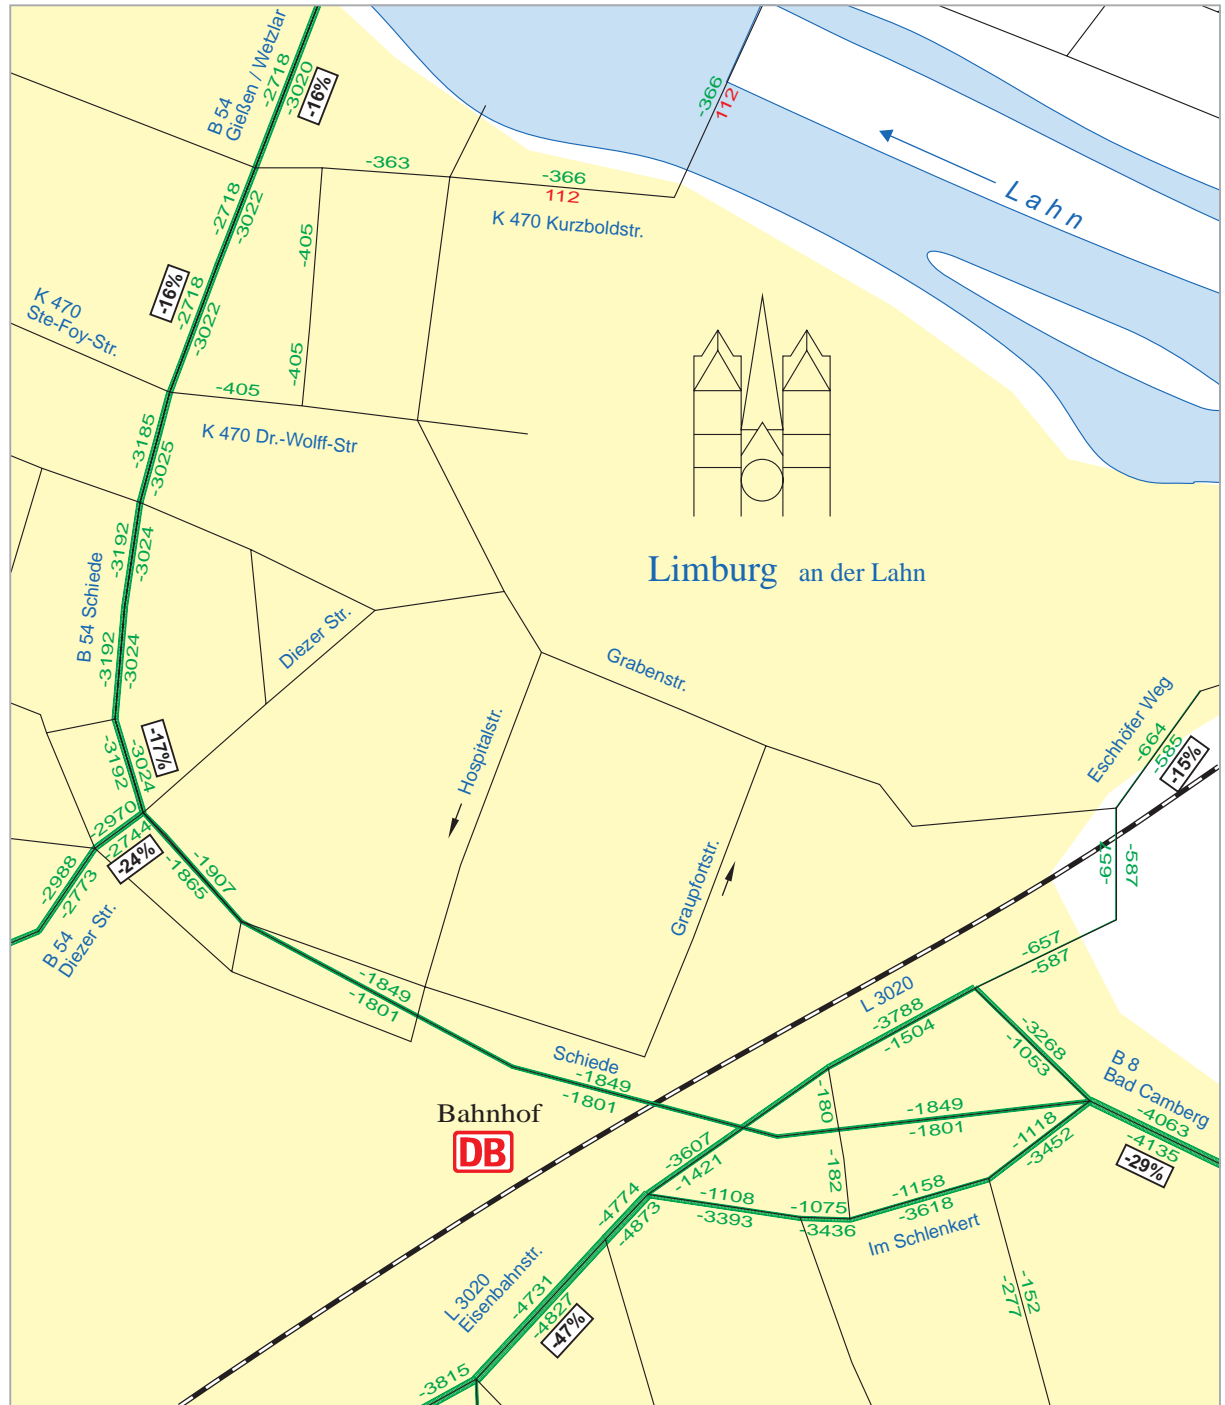 B 54
Gießen / Wetzlar
-2718
-3020
-16%
-366
112
-363
-366
112
K 470 Kurzboldstr.
Lahn
-2718
-3022
-405
-16%
-2718
-3022
K 470
Ste-Foy-Str.
-405
-405
K 470 Dr.-Wolff-Str
-3185
-3025
-3192
-3024
B 54 Schiede
Limburg an der Lahn
-3192
-3024
Diezer Str.
Grabenstr.
Hospitalstr.
Eschhöfer Weg
-664
-585
-15%
-3192
-3024
-17%
-2970
-2744
-24%
-2988
-2773
B 54
Diezer Str.
-1907
-1865
Graupfortstr.
-587
-657
-587
-1849
-1801
L 3020
-3788
-1504
-3268
-1053
B 8
Bad Camberg
-4063
-4135
-29%
Schiede
-1849
-1801
Bahnhof
DB
-180
-1849
-1801
-1118
-3452
-3607
-1421
-182
-4774
-4873
-1108
-3393
-1075
-3436
-1158
-3618
Im Schlenkert
L 3020
Eisenbahnstr.
-4731
-4827
-47%
-152
-277
-3815